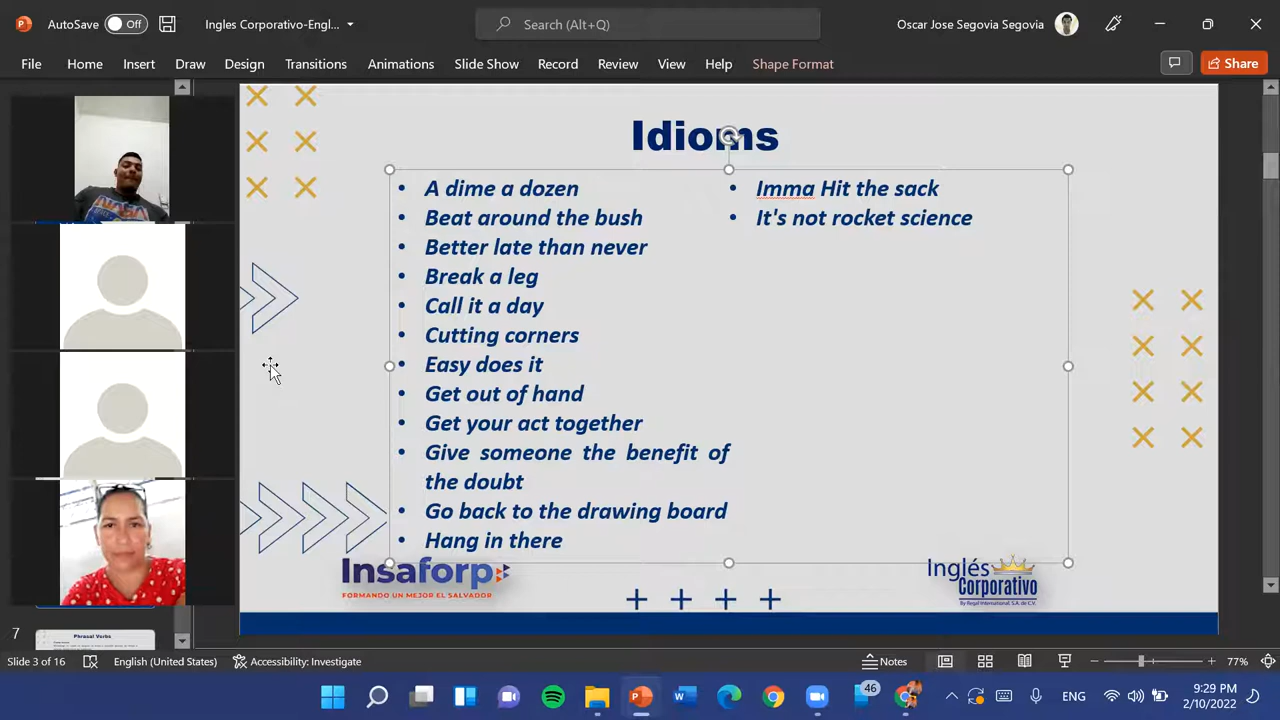 AutoSave Off
Ingles Corporativo-Engl...
Search (Alt+Q)
Oscar Jose Segovia Segovia
File Home Insert Draw Design Transitions Animations Slide Show Record Review View Help Shape Format
Share
Idioms
• A dime a dozen
• Beat around the bush
• Better late than never
• Break a leg
• Call it a day
• Cutting corners
• Easy does it
• Get out of hand
• Get your act together
• Give someone the benefit of
the doubt
• Go back to the drawing board
• Hang in there
• Imma Hit the sack
• It's not rocket science
Insaforp
FORMANDO UN MEJOR EL SALVADOR
Inglés
Corporativo
By Regal International, S.A. de C.V.
7
Phrasal Verbs
Slide 3 of 16
English (United States)
Accessibility: Investigate
Notes
77%
46
ENG
9:29 PM
2/10/2022